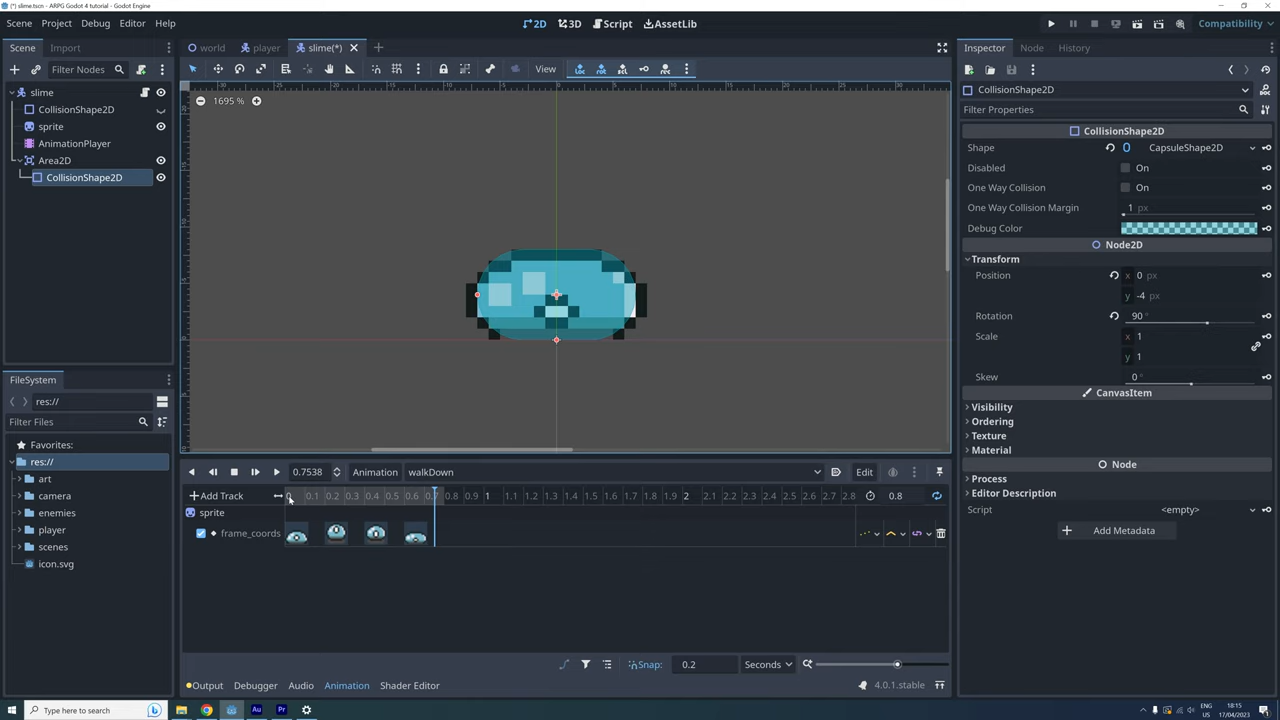 (*) slime.tscn - ARPG Godot 4 tutorial - Godot Engine
Scene Project Debug Editor Help
2D 3D Script AssetLib
Compatibility
Scene Import
world player slime(*)
Filter Nodes
View
slime
CollisionShape2D
sprite
AnimationPlayer
Area2D
CollisionShape2D
1695 %
FileSystem
res://
Filter Files
Favorites:
res://
art
camera
enemies
player
scenes
icon.svg
0.7538 Animation walkDown Edit
Add Track 0 0.1 0.2 0.3 0.4 0.5 0.6 0.7 0.8 0.9 1 1.1 1.2 1.3 1.4 1.5 1.6 1.7 1.8 1.9 2 2.1 2.2 2.3 2.4 2.5 2.6 2.7 2.8 0.8
sprite
frame_coords
Snap: 0.2 Seconds
Output Debugger Audio Animation Shader Editor 4.0.1.stable
Inspector Node History
CollisionShape2D
Filter Properties
CollisionShape2D
Shape CapsuleShape2D
Disabled On
One Way Collision On
One Way Collision Margin 1 px
Debug Color
Node2D
Transform
Position x 0 px
y -4 px
Rotation 90 °
Scale x 1
y 1
Skew 0 °
CanvasItem
Visibility
Ordering
Texture
Material
Node
Process
Editor Description
Script <empty>
Add Metadata
Type here to search
Au Pr
ENG 18:15
US 17/04/2023